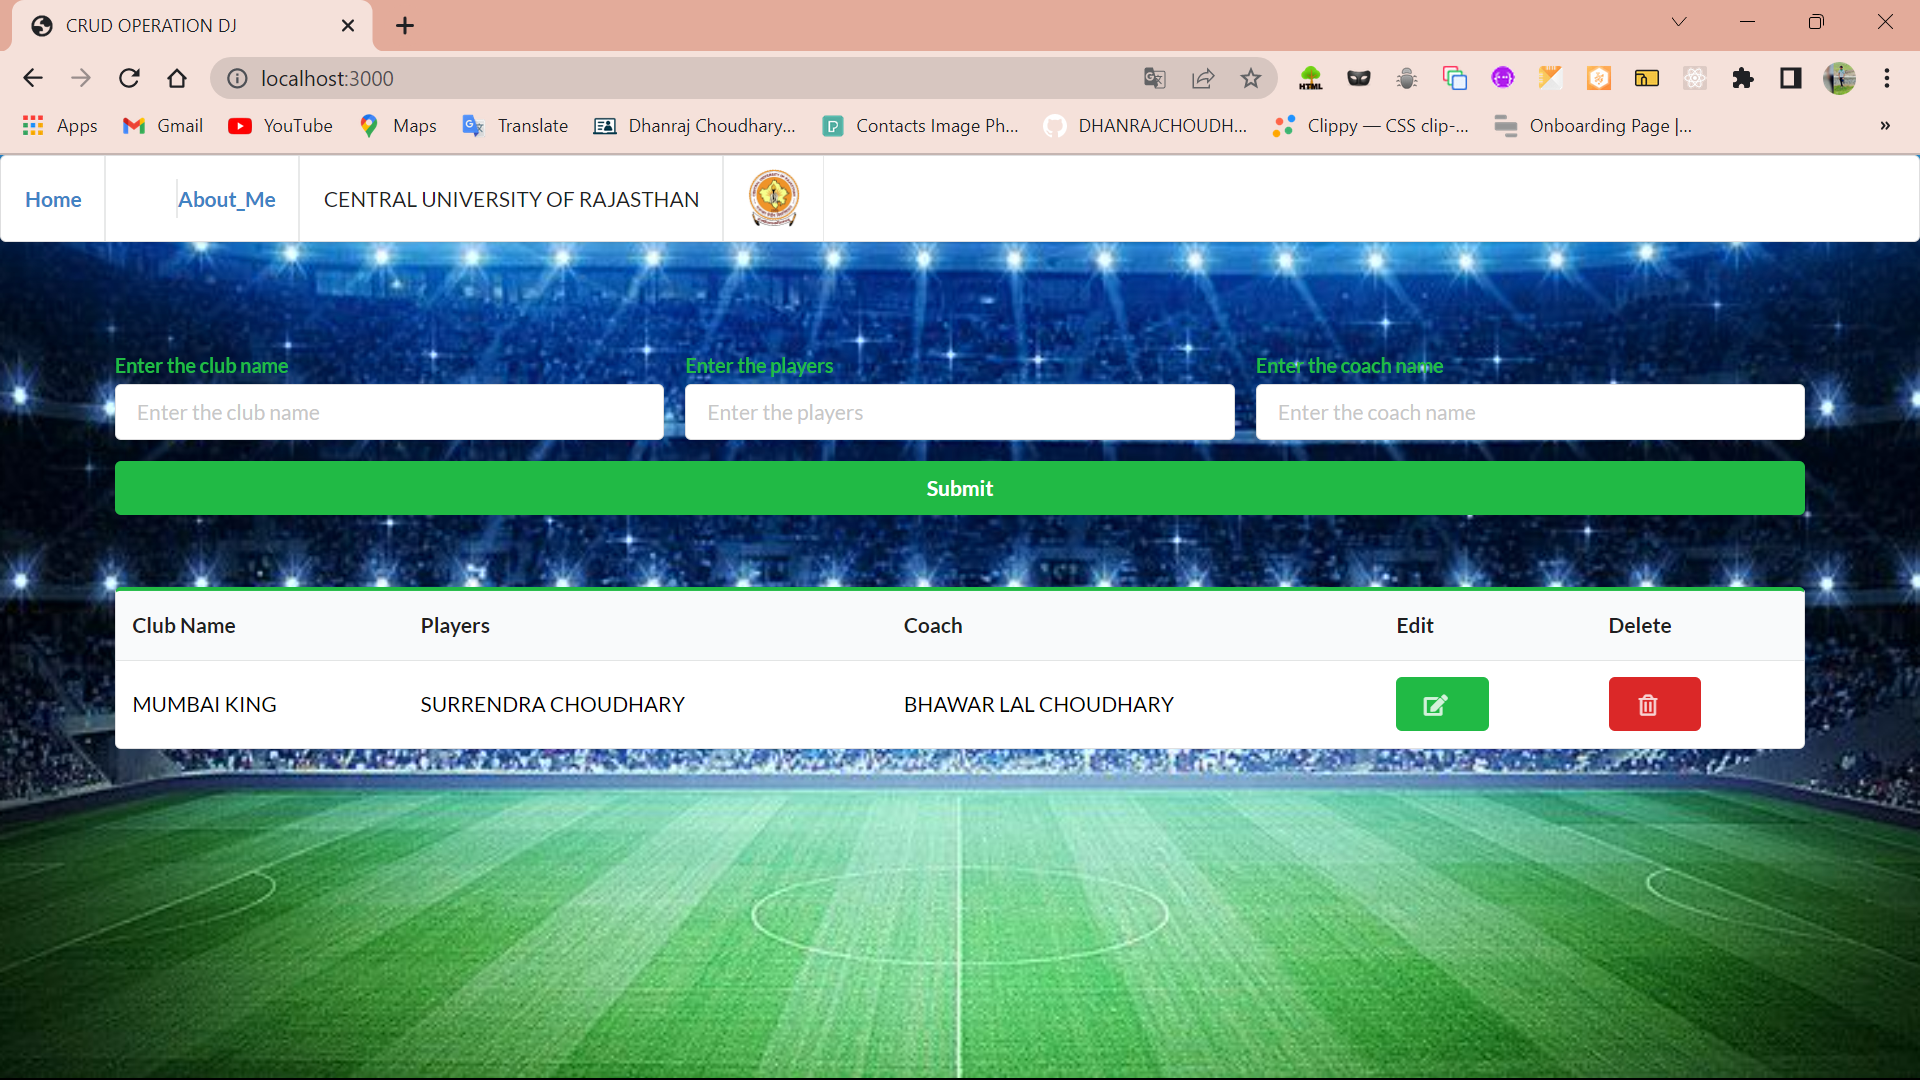 CRUD OPERATION DJ
localhost:3000
HTML
Apps
Gmail
YouTube
Maps
Translate
Dhanraj Choudhary...
Contacts Image Ph...
DHANRAJCHOUDH...
Clippy — CSS clip-...
Onboarding Page |...
»
Home
About_Me
CENTRAL UNIVERSITY OF RAJASTHAN
Enter the club name
Enter the players
Enter the coach name
Enter the club name
Enter the players
Enter the coach name
Submit
Club Name Players Coach Edit Delete
MUMBAI KING SURRENDRA CHOUDHARY BHAWAR LAL CHOUDHARY